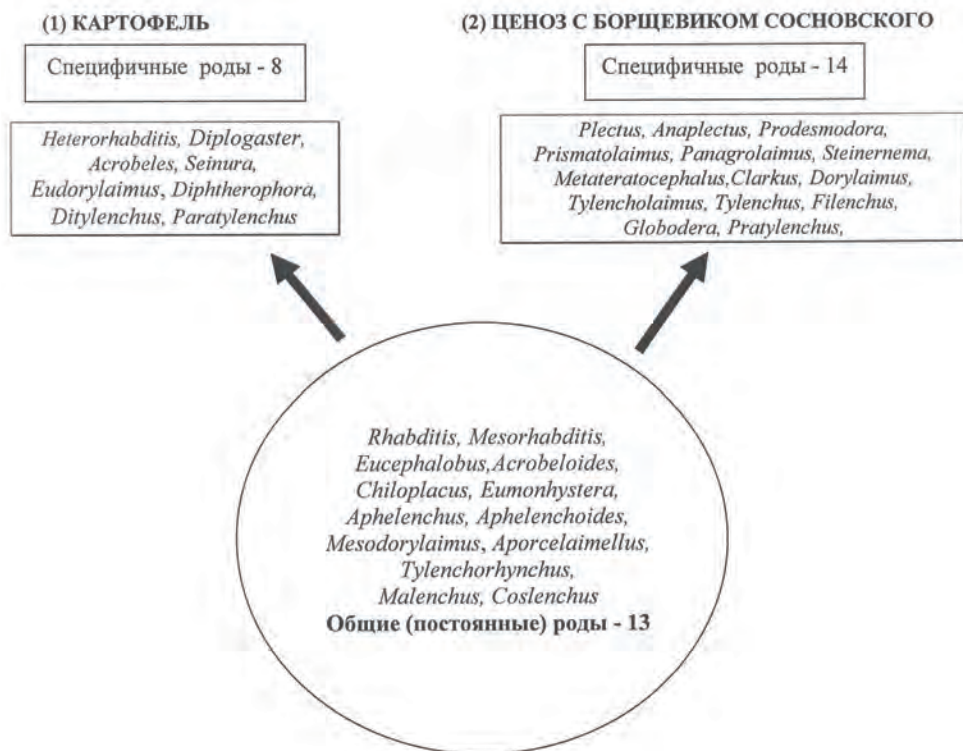 (1) КАРТОФЕЛЬ
Специфичные роды - 8
Heterorhabditis, Diplogaster,
Acrobeles, Seinura,
Eudorylaimus, Diphtherophora,
Ditylenchus, Paratylenchus
(2) ЦЕНОЗ С БОРЩЕВИКОМ СОСНОВСКОГО
Специфичные роды - 14
Plectus, Anaplectus, Prodesmodora,
Prismatolaimus, Panagrolaimus, Steinernema,
Metateratocephalus,Clarkus, Dorylaimus,
Tylencholaimus, Tylenchus, Filenchus,
Globodera, Pratylenchus,
Rhabditis, Mesorhabditis,
Eucephalobus,Acrobeloides,
Chiloplacus, Eumonhystera,
Aphelenchus, Aphelenchoides,
Mesodorylaimus, Aporcelaimellus,
Tylenchorhynchus,
Malenchus, Coslenchus
Общие (постоянные) роды - 13